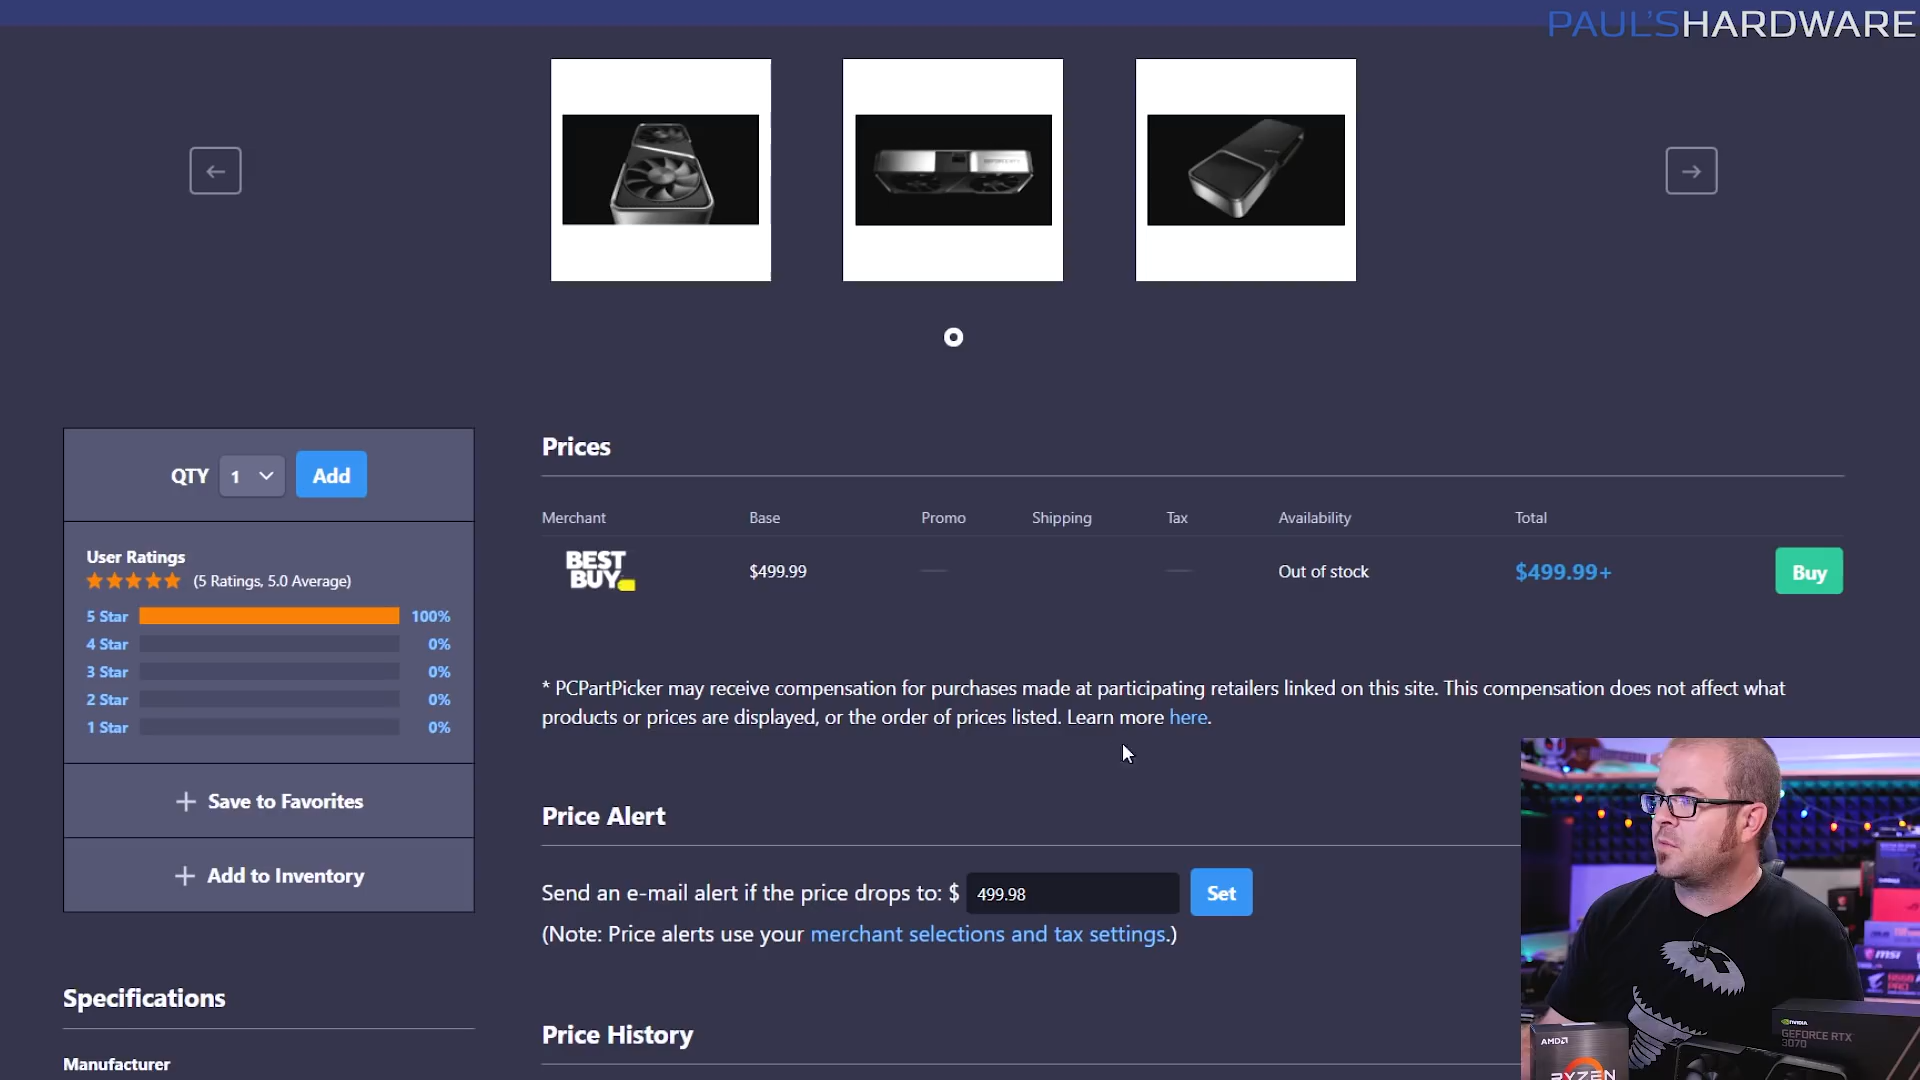 PAUL'SHARDWARE
QTY 1 Add
User Ratings
(5 Ratings, 5.0 Average)
5 Star 100%
4 Star 0%
3 Star 0%
2 Star 0%
1 Star 0%
+ Save to Favorites
+ Add to Inventory
Specifications
Manufacturer
Prices
Merchant Base Promo Shipping Tax Availability Total
BEST BUY $499.99 — — Out of stock $499.99+ Buy
* PCPartPicker may receive compensation for purchases made at participating retailers linked on this site. This compensation does not affect what
products or prices are displayed, or the order of prices listed. Learn more here.
Price Alert
Send an e-mail alert if the price drops to: $ 499.98 Set
(Note: Price alerts use your merchant selections and tax settings.)
Price History
msi
NVIDIA
GEFORCE RTX
3070
AMD
RYZEN